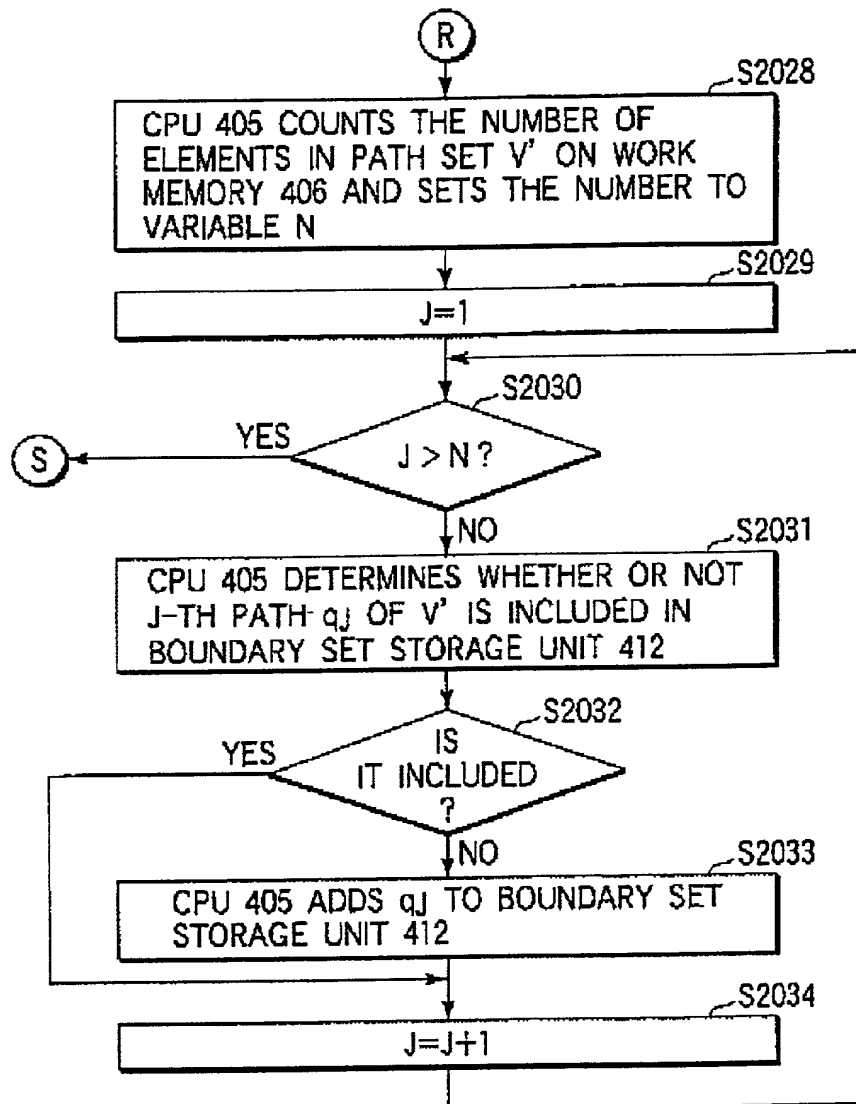 R
S2028
CPU 405 COUNTS THE NUMBER OF
ELEMENTS IN PATH SET V' ON WORK
MEMORY 406 AND SETS THE NUMBER TO
VARIABLE N
S2029
J=1
S2030
YES
J > N ?
S
NO
S2031
CPU 405 DETERMINES WHETHER OR NOT
J-TH PATH qJ OF V' IS INCLUDED IN
BOUNDARY SET STORAGE UNIT 412
S2032
YES
IS
IT INCLUDED
?
NO
S2033
CPU 405 ADDS qJ TO BOUNDARY SET
STORAGE UNIT 412
S2034
J=J+1